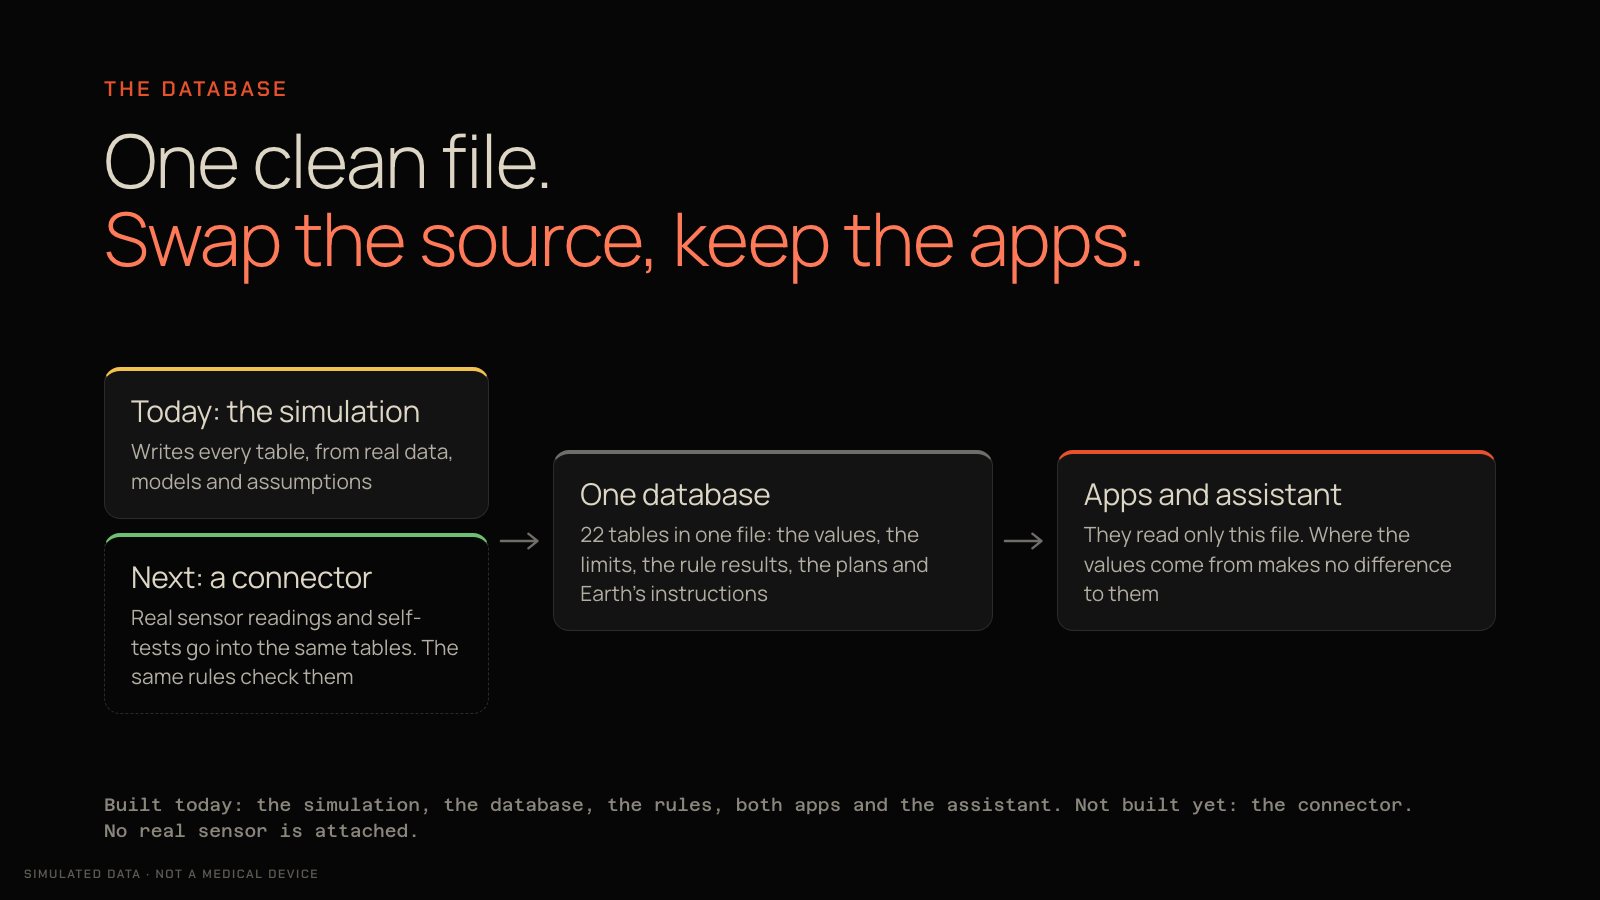 THE DATABASE
One clean file.
Swap the source, keep the apps.
Today: the simulation
Writes every table, from real data,
models and assumptions
Next: a connector
Real sensor readings and self-
tests go into the same tables. The
same rules check them
One database
22 tables in one file: the values, the
limits, the rule results, the plans and
Earth’s instructions
Apps and assistant
They read only this file. Where the
values come from makes no difference
to them
Built today: the simulation, the database, the rules, both apps and the assistant. Not built yet: the connector.
No real sensor is attached.
SIMULATED DATA · NOT A MEDICAL DEVICE